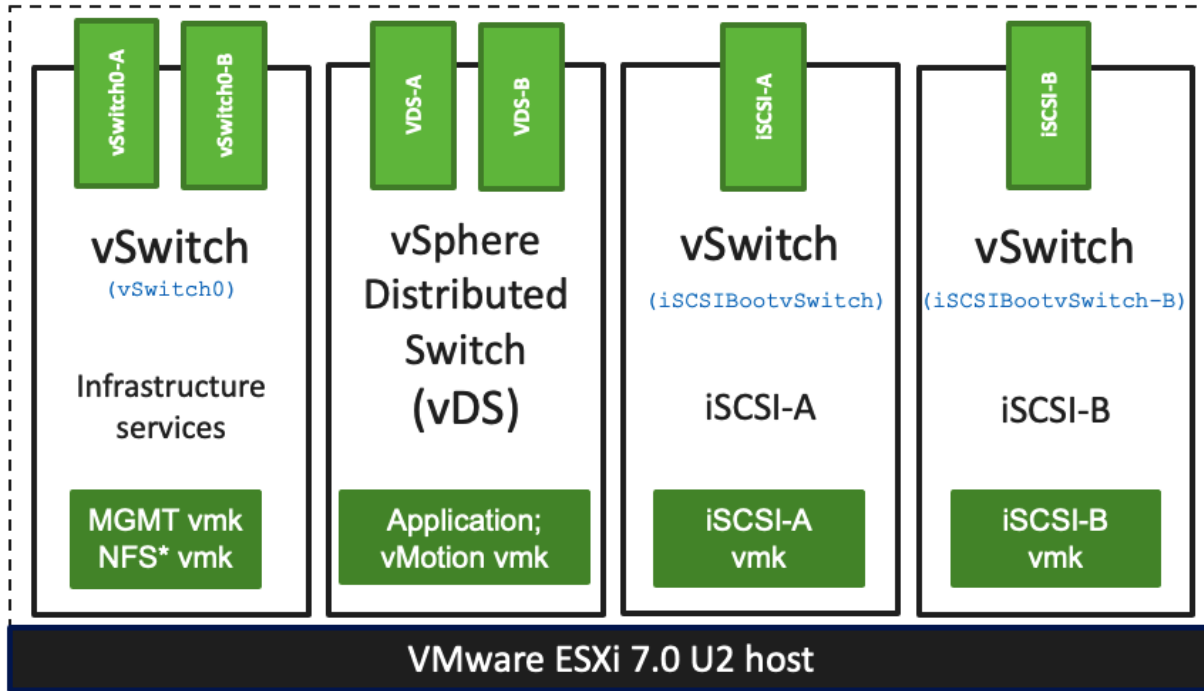 vSwitch0-A
vSwitch0-B
vSwitch
(vSwitch0)
Infrastructure
services
MGMT vmk
NFS* vmk
VDS-A
VDS-B
vSphere
Distributed
Switch
(vDS)
Application;
vMotion vmk
iSCSI-A
vSwitch
(iSCSIBootvSwitch)
iSCSI-A
iSCSI-A
vmk
iSCSI-B
vSwitch
(iSCSIBootvSwitch-B)
iSCSI-B
iSCSI-B
vmk
VMware ESXi 7.0 U2 host